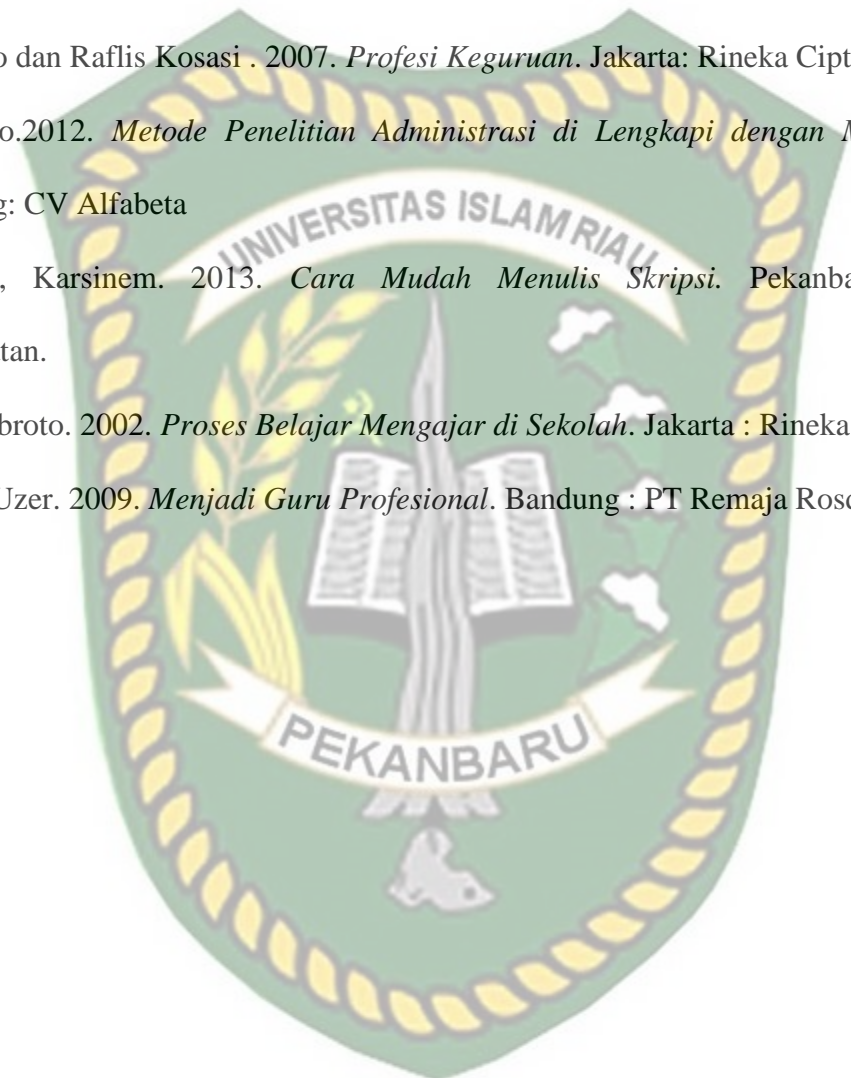 o dan Raflis Kosasi . 2007. Profesi Keguruan. Jakarta: Rineka Cipt
o.2012. Metode Penelitian Administrasi di Lengkapi dengan M
g: CV Alfabeta
UNIVERSITAS ISLAM RIAU
, Karsinem. 2013. Cara Mudah Menulis Skripsi. Pekanba
tan.
broto. 2002. Proses Belajar Mengajar di Sekolah. Jakarta : Rineka
Uzer. 2009. Menjadi Guru Profesional. Bandung : PT Remaja Rosd
PEKANBARU